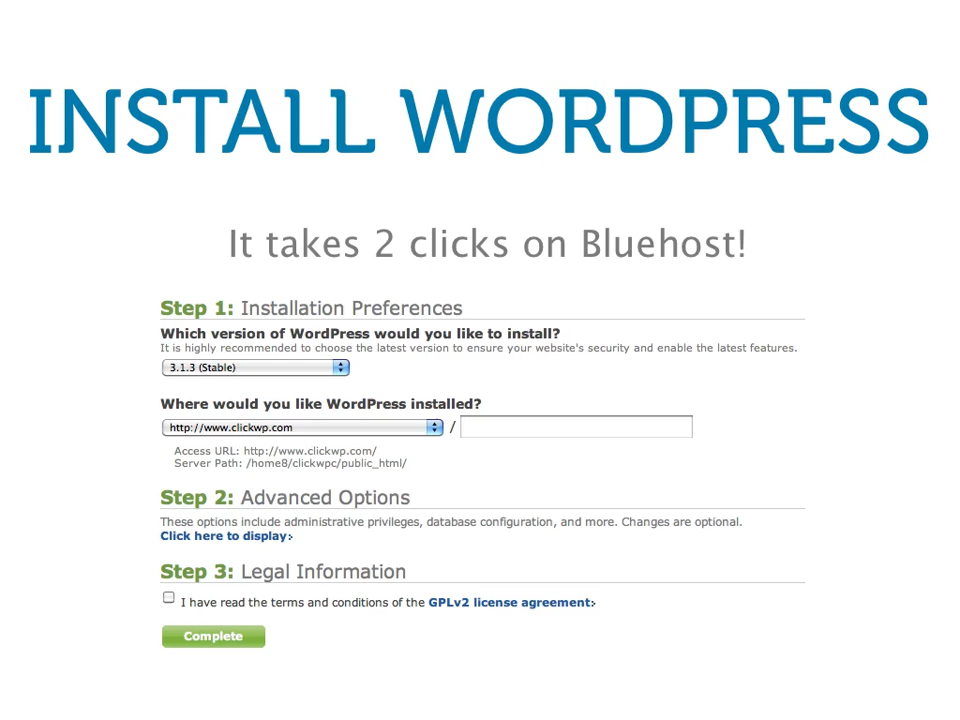 INSTALL WORDPRESS
It takes 2 clicks on Bluehost!
Step 1: Installation Preferences
Which version of WordPress would you like to install?
It is highly recommended to choose the latest version to ensure your website's security and enable the latest features.
3.1.3 (Stable)
Where would you like WordPress installed?
http://www.clickwp.com /
Access URL: http://www.clickwp.com/
Server Path: /home8/clickwpc/public_html/
Step 2: Advanced Options
These options include administrative privileges, database configuration, and more. Changes are optional.
Click here to display›
Step 3: Legal Information
I have read the terms and conditions of the GPLv2 license agreement›
Complete